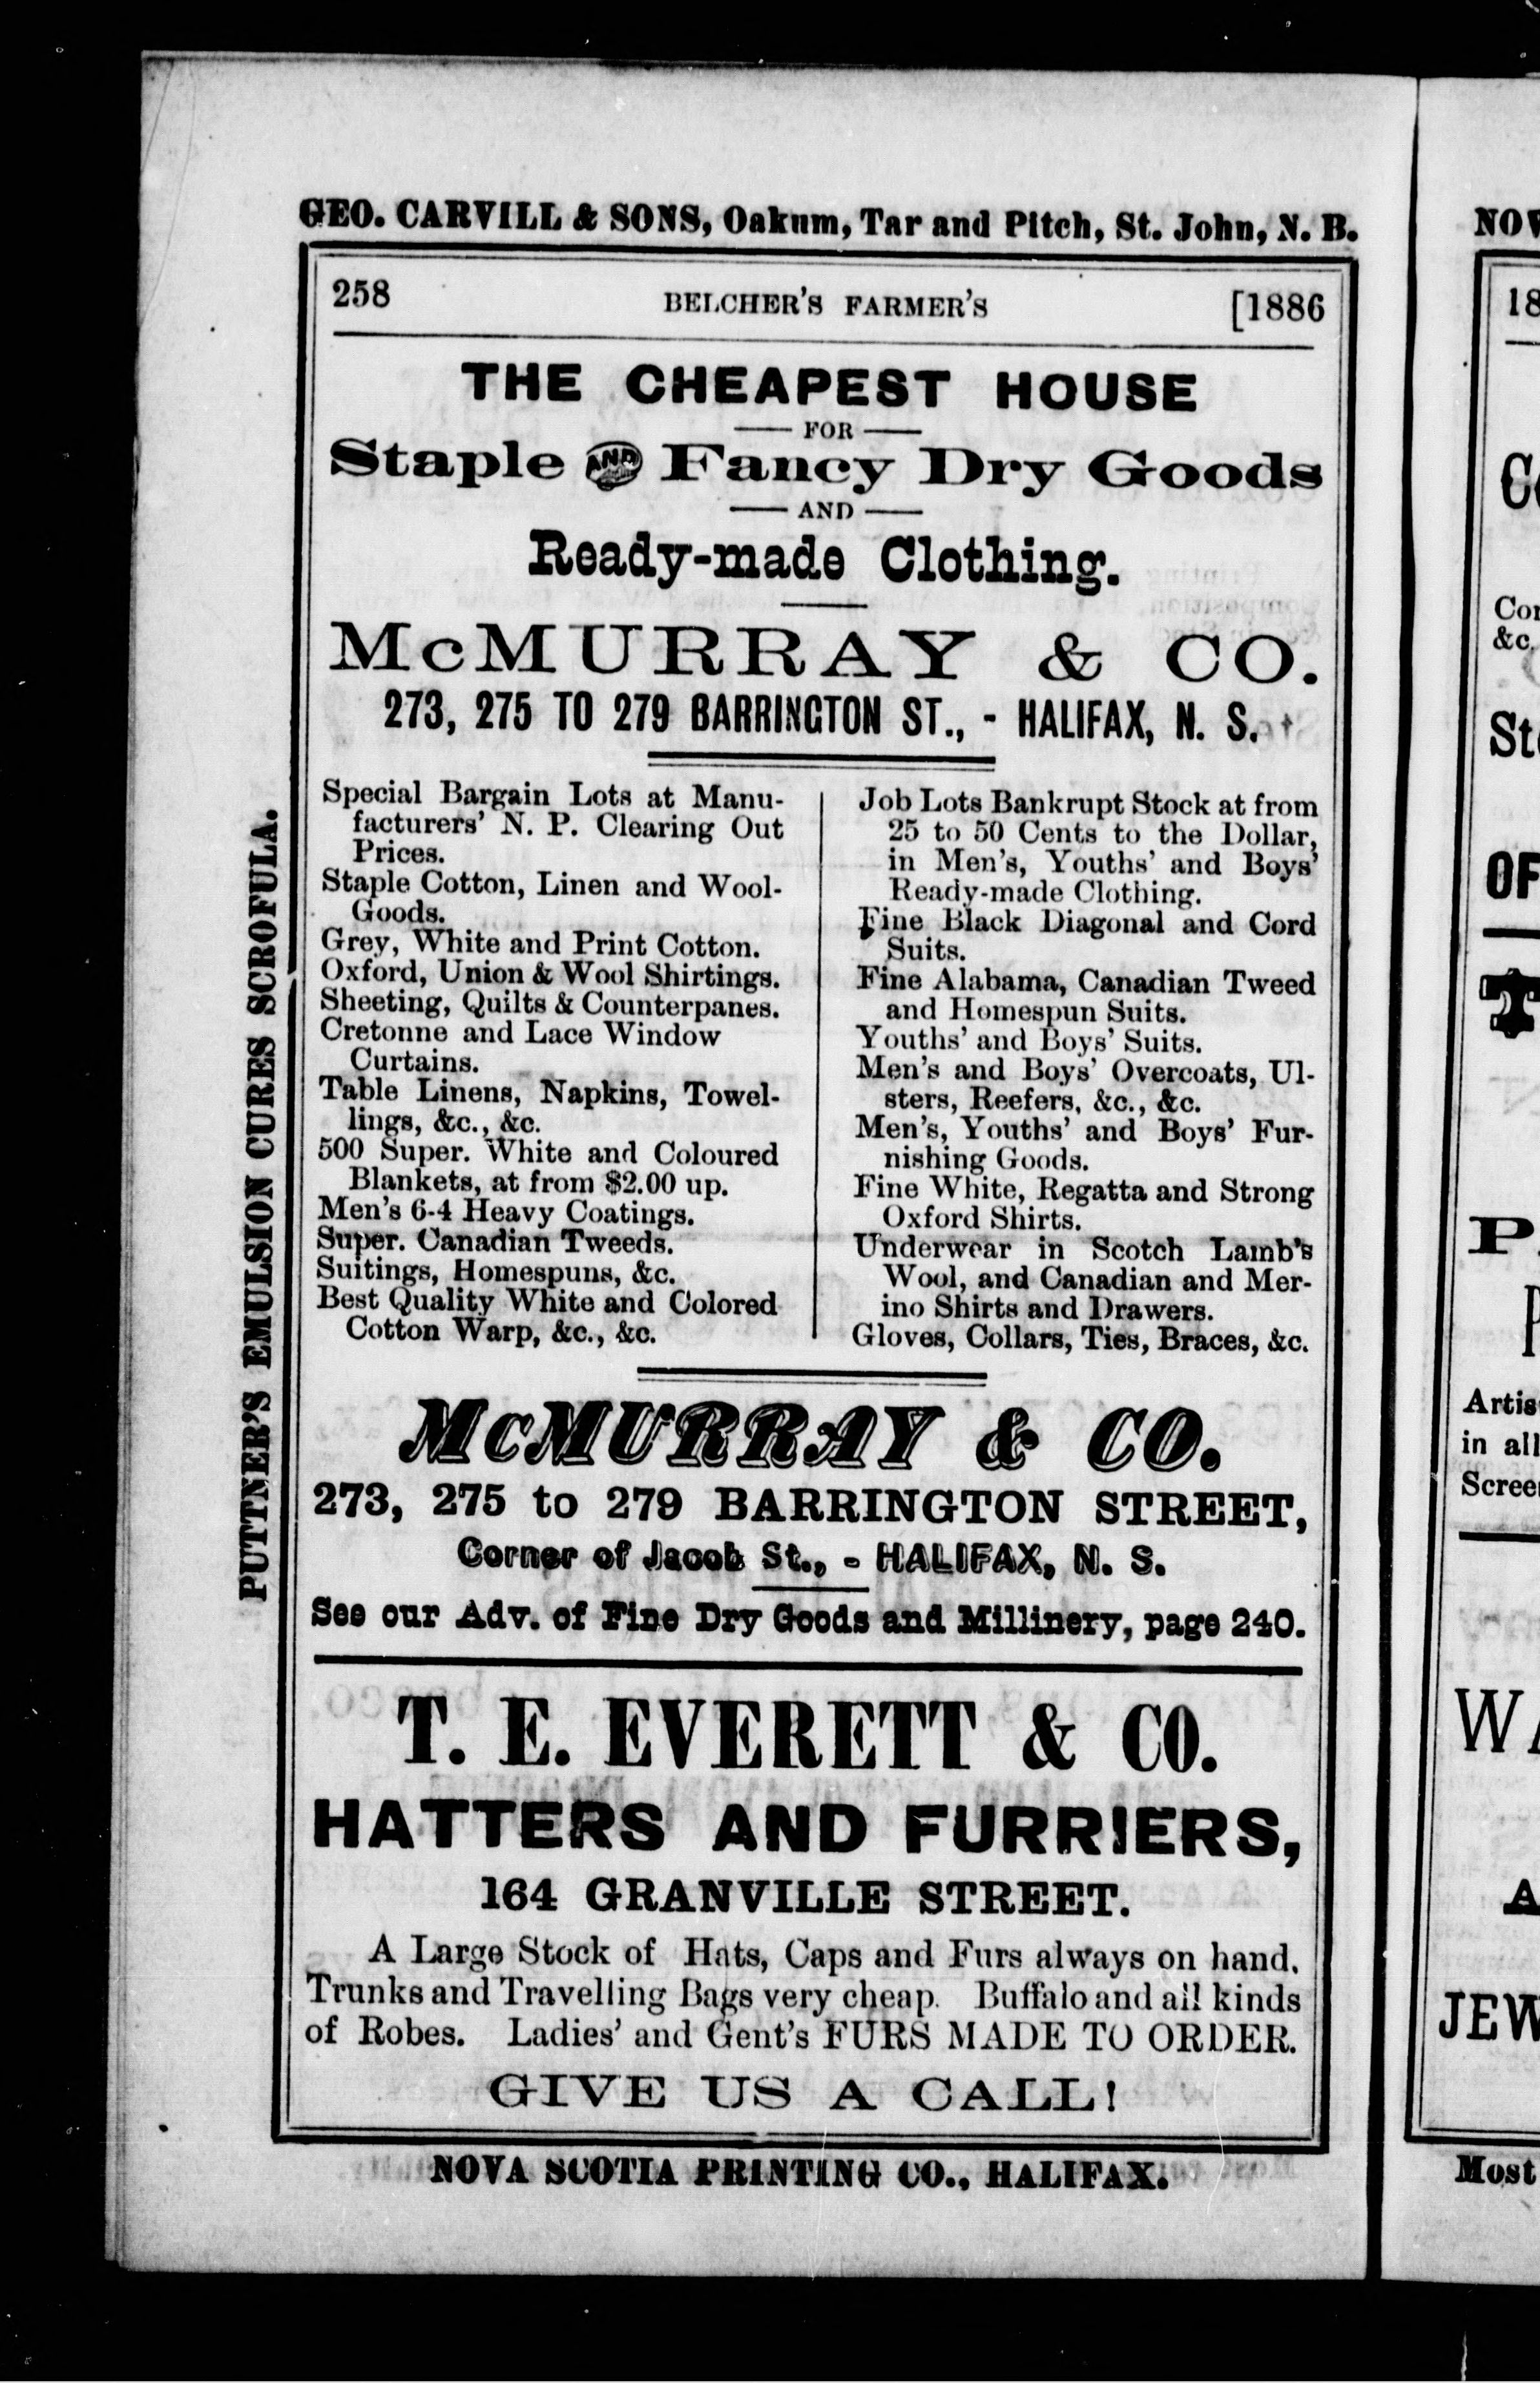 GEO. CARVILL & SONS, Oakum, Tar and Pitch, St. John, N. B.
258 BELCHER'S FARMER'S [1886
THE CHEAPEST HOUSE
FOR
Staple AND Fancy Dry Goods
AND
Ready-made Clothing.
McMURRAY & CO.
273, 275 TO 279 BARRINGTON ST., - HALIFAX, N. S.
Special Bargain Lots at Manu-
facturers' N. P. Clearing Out
Prices.
Staple Cotton, Linen and Wool-
Goods.
Grey, White and Print Cotton.
Oxford, Union & Wool Shirtings.
Sheeting, Quilts & Counterpanes.
Cretonne and Lace Window
Curtains.
Table Linens, Napkins, Towel-
lings, &c., &c.
500 Super. White and Coloured
Blankets, at from $2.00 up.
Men's 6-4 Heavy Coatings.
Super. Canadian Tweeds.
Suitings, Homespuns, &c.
Best Quality White and Colored
Cotton Warp, &c., &c.
Job Lots Bankrupt Stock at from
25 to 50 Cents to the Dollar,
in Men's, Youths' and Boys'
Ready-made Clothing.
Fine Black Diagonal and Cord
Suits.
Fine Alabama, Canadian Tweed
and Homespun Suits.
Youths' and Boys' Suits.
Men's and Boys' Overcoats, Ul-
sters, Reefers, &c., &c.
Men's, Youths' and Boys' Fur-
nishing Goods.
Fine White, Regatta and Strong
Oxford Shirts.
Underwear in Scotch Lamb's
Wool, and Canadian and Mer-
ino Shirts and Drawers.
Gloves, Collars, Ties, Braces, &c.
McMURRAY & CO.
273, 275 to 279 BARRINGTON STREET,
Corner of Jacob St., - HALIFAX, N. S.
See our Adv. of Fine Dry Goods and Millinery, page 240.
T. E. EVERETT & CO.
HATTERS AND FURRIERS,
164 GRANVILLE STREET.
A Large Stock of Hats, Caps and Furs always on hand.
Trunks and Travelling Bags very cheap. Buffalo and all kinds
of Robes. Ladies' and Gent's FURS MADE TO ORDER.
GIVE US A CALL!
NOVA SCOTIA PRINTING CO., HALIFAX.
PUTTNER'S EMULSION CURES SCROFULA.
&c.
in all
Most